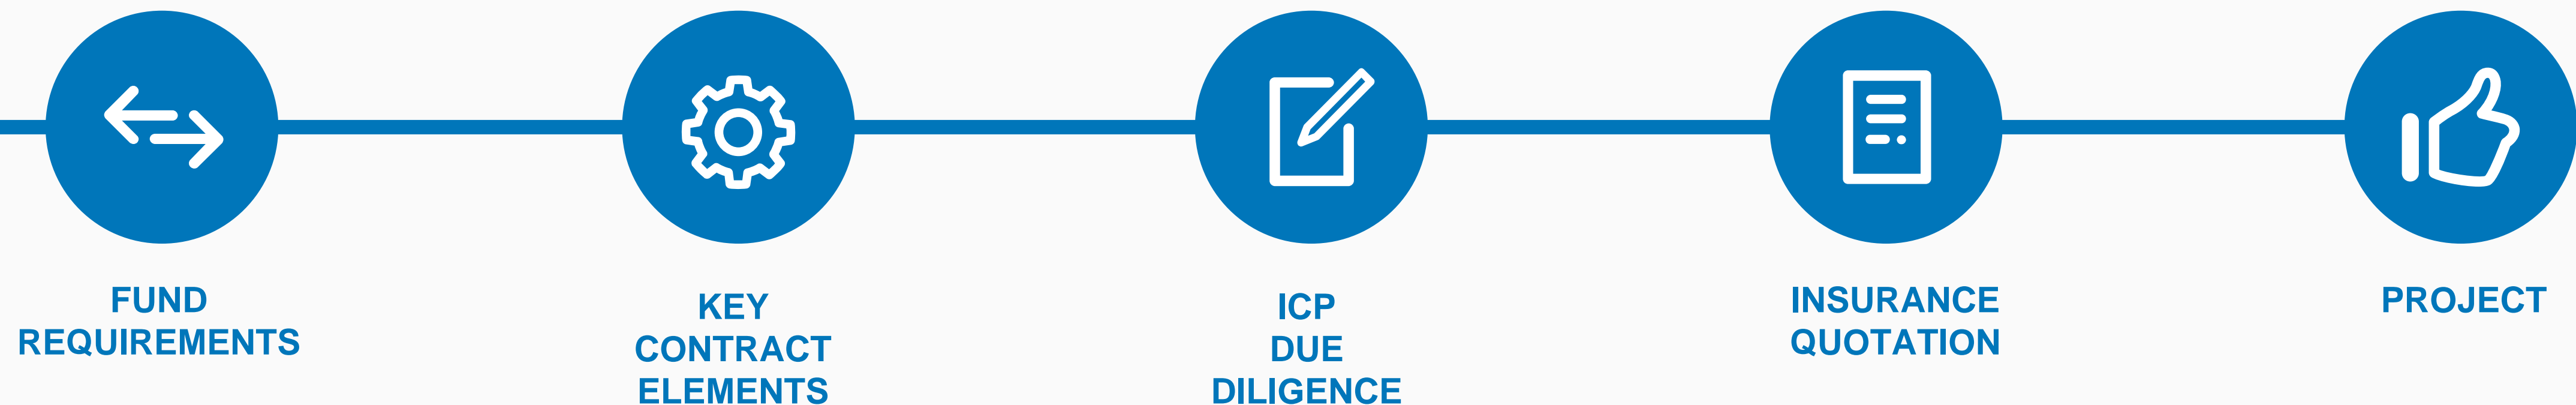 FUND
REQUIREMENTS
KEY
CONTRACT
ELEMENTS
ICP
DUE
DILIGENCE
INSURANCE
QUOTATION
PROJECT